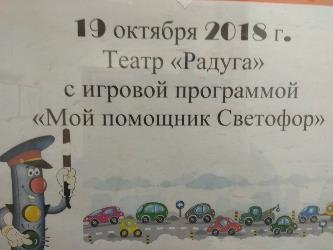 19 октября 2018 г.
Театр «Радуга»
с игровой программой
«Мой помощник Светофор»